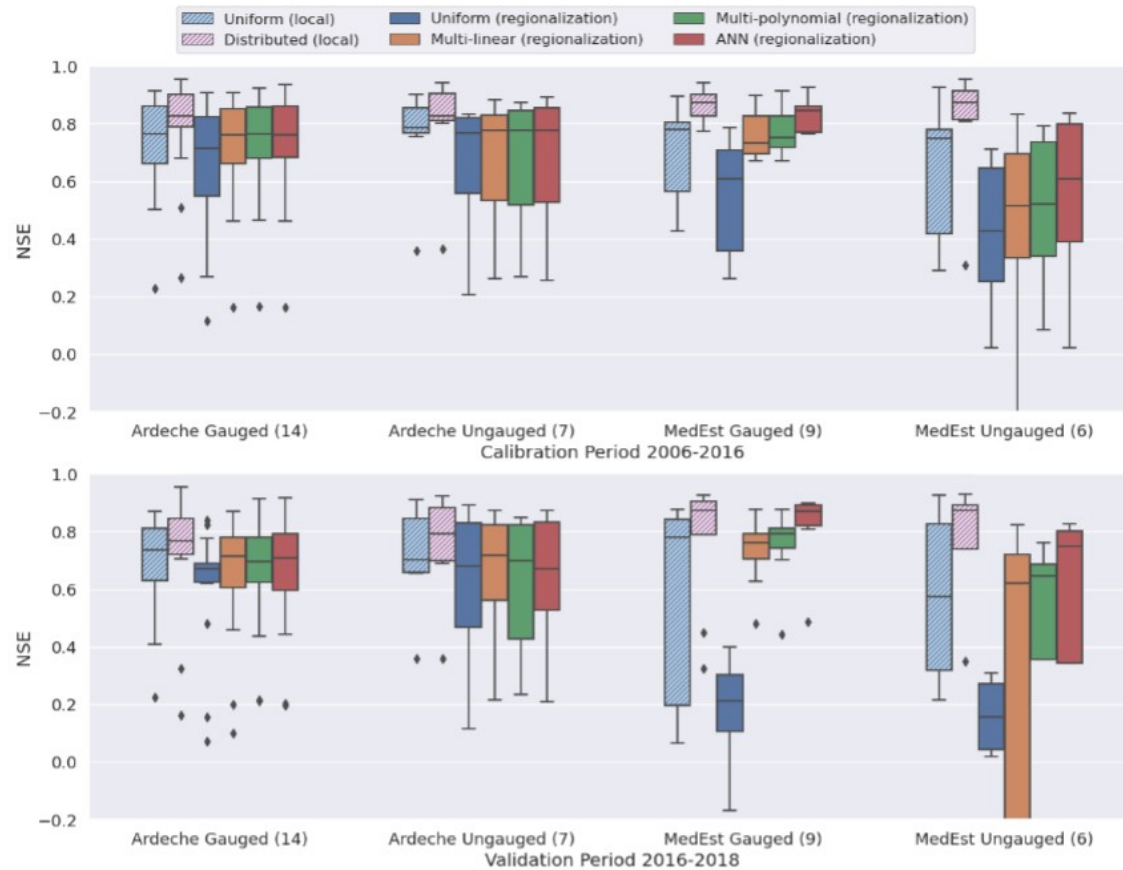 Uniform (local) Uniform (regionalization) Multi-polynomial (regionalization)
Distributed (local) Multi-linear (regionalization) ANN (regionalization)
1.0
0.8
0.6
NSE
0.4
0.2
0.0
−0.2
Ardeche Gauged (14) Ardeche Ungauged (7) MedEst Gauged (9) MedEst Ungauged (6)
Calibration Period 2006-2016
1.0
0.8
0.6
NSE
0.4
0.2
0.0
−0.2
Ardeche Gauged (14) Ardeche Ungauged (7) MedEst Gauged (9) MedEst Ungauged (6)
Validation Period 2016-2018